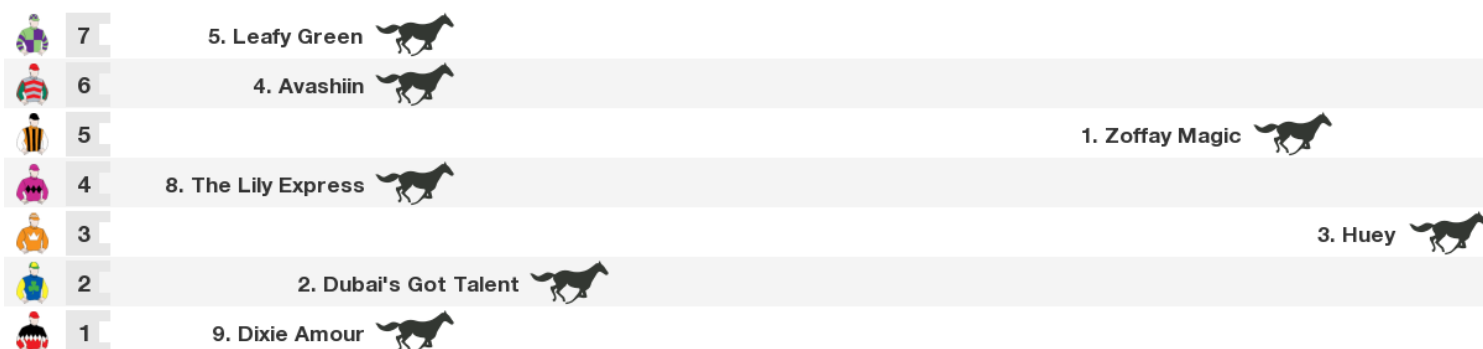 7 5. Leafy Green
6 4. Avashiin
5 1. Zoffay Magic
4 8. The Lily Express
3 3. Huey
2 2. Dubai's Got Talent
1 9. Dixie Amour